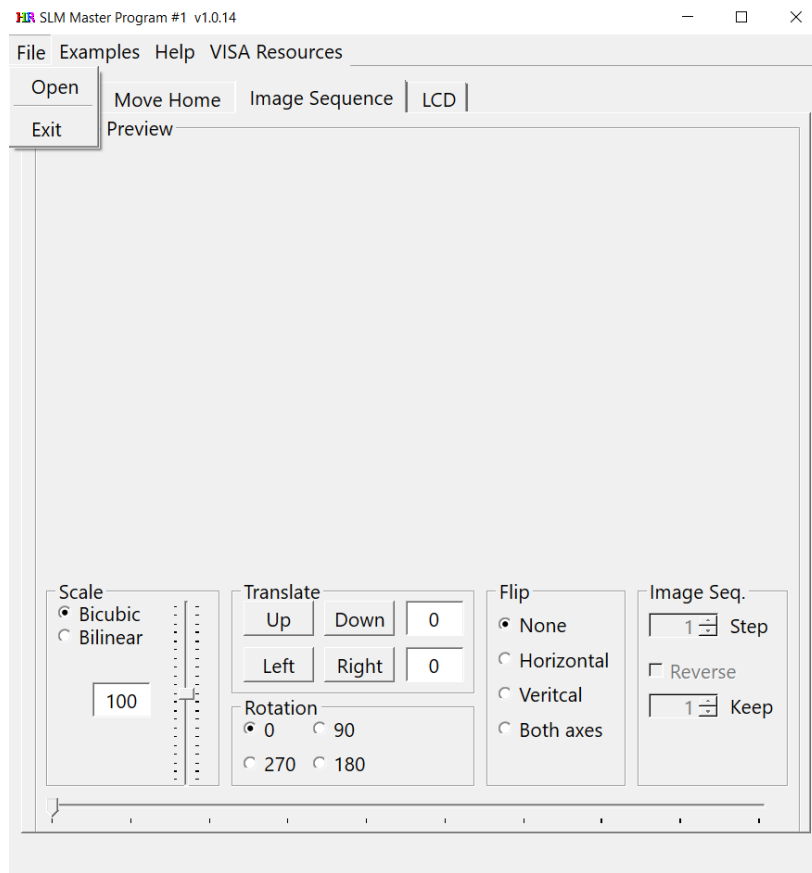 HR SLM Master Program #1 v1.0.14
File Examples Help VISA Resources
Open
Exit
Move Home Image Sequence LCD
Preview
Scale
Bicubic
Bilinear
100
Translate
Up Down 0
Left Right 0
Rotation
0 90
270 180
Flip
None
Horizontal
Veritcal
Both axes
Image Seq.
1 Step
Reverse
1 Keep